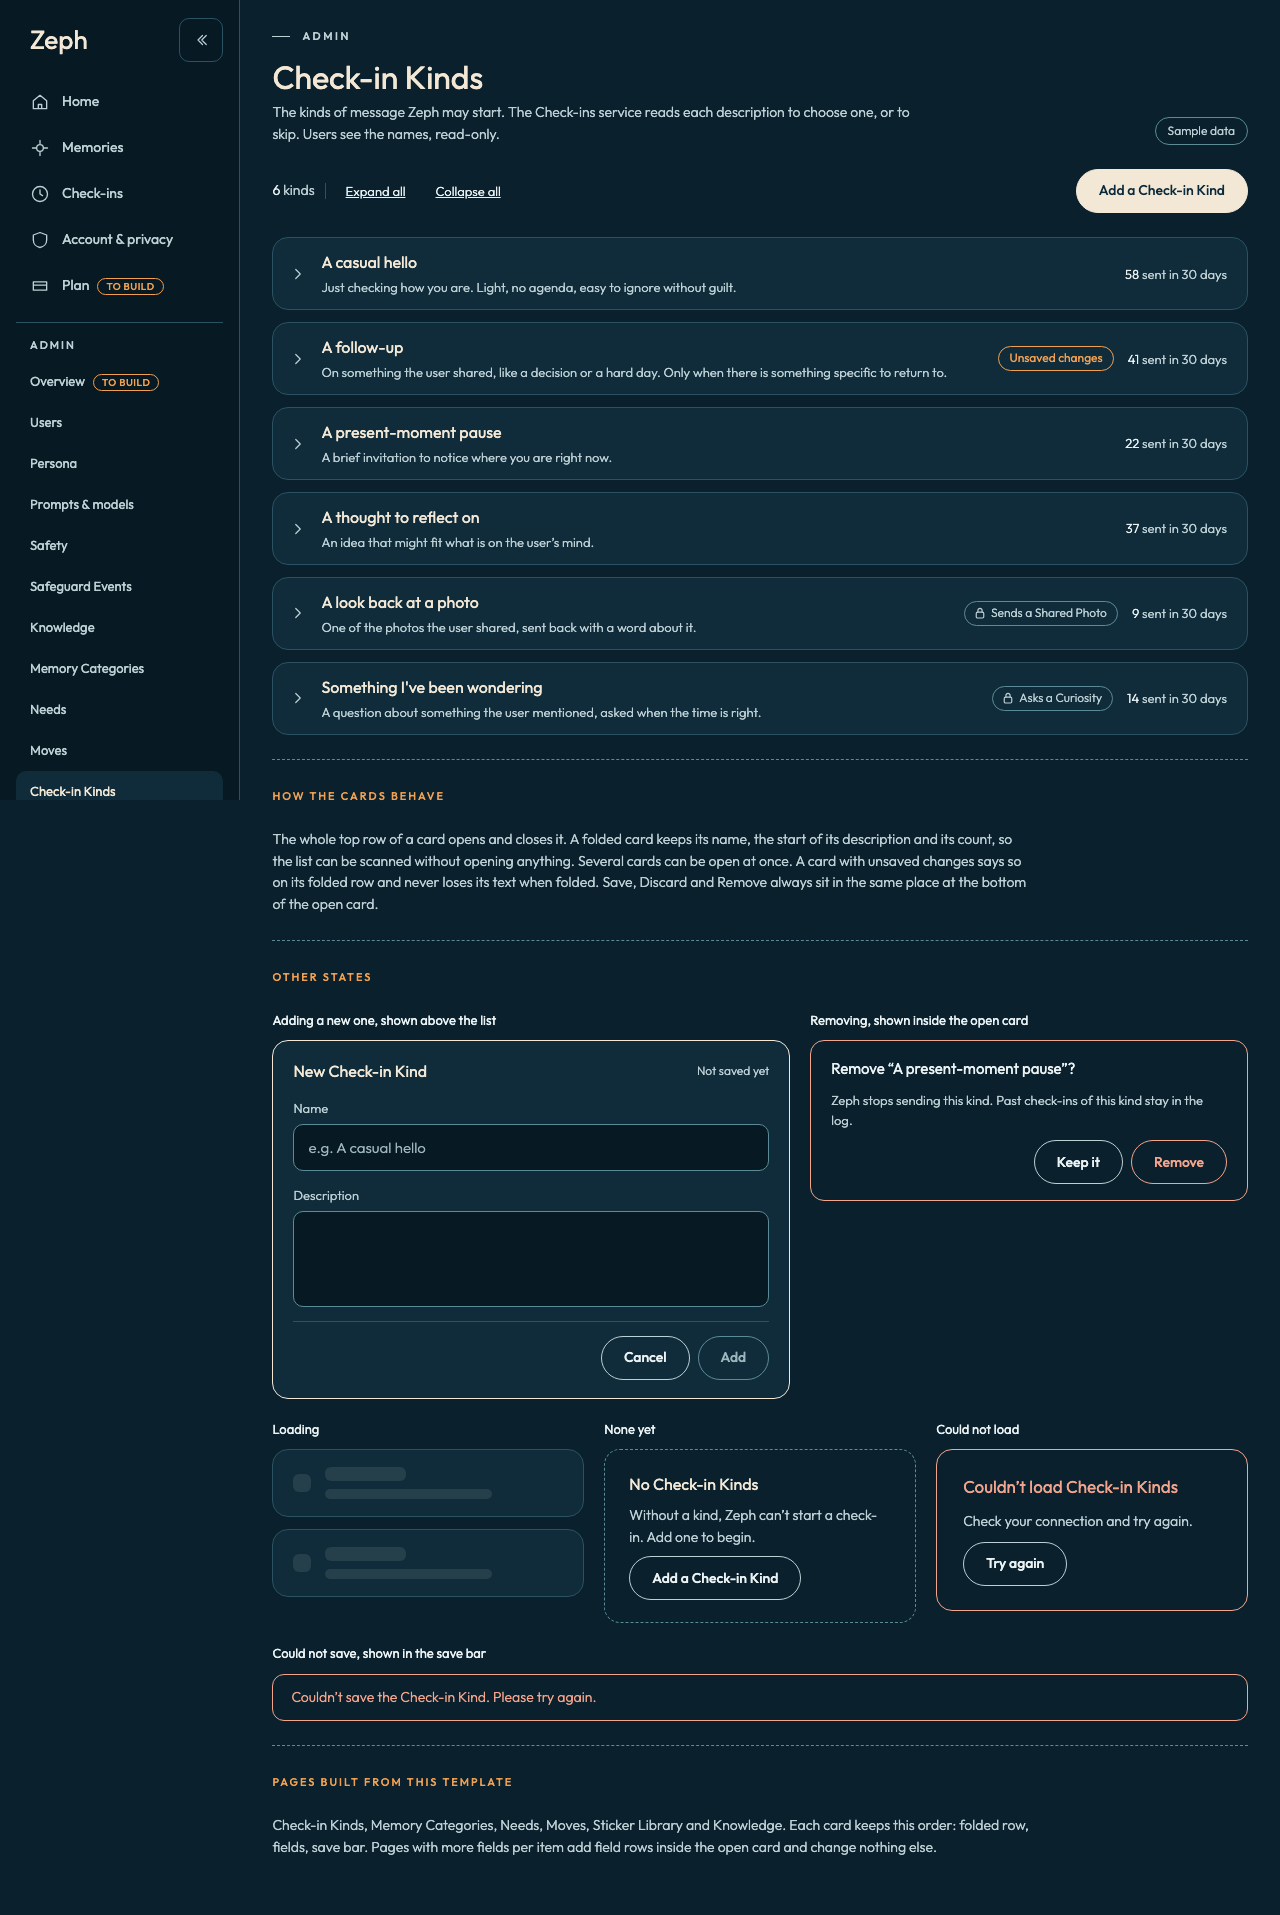 Zeph
Home
Memories
Check-ins
Account & privacy
Plan TO BUILD
ADMIN
Overview TO BUILD
Users
Persona
Prompts & models
Safety
Safeguard Events
Knowledge
Memory Categories
Needs
Moves
Check-in Kinds
ADMIN
Check-in Kinds
The kinds of message Zeph may start. The Check-ins service reads each description to choose one, or to
skip. Users see the names, read-only.
Sample data
6 kinds
Expand all
Collapse all
Add a Check-in Kind
A casual hello
Just checking how you are. Light, no agenda, easy to ignore without guilt.
58 sent in 30 days
A follow-up
On something the user shared, like a decision or a hard day. Only when there is something specific to return to.
Unsaved changes
41 sent in 30 days
A present-moment pause
A brief invitation to notice where you are right now.
22 sent in 30 days
A thought to reflect on
An idea that might fit what is on the user’s mind.
37 sent in 30 days
A look back at a photo
One of the photos the user shared, sent back with a word about it.
Sends a Shared Photo
9 sent in 30 days
Something I've been wondering
A question about something the user mentioned, asked when the time is right.
Asks a Curiosity
14 sent in 30 days
HOW THE CARDS BEHAVE
The whole top row of a card opens and closes it. A folded card keeps its name, the start of its description and its count, so
the list can be scanned without opening anything. Several cards can be open at once. A card with unsaved changes says so
on its folded row and never loses its text when folded. Save, Discard and Remove always sit in the same place at the bottom
of the open card.
OTHER STATES
Adding a new one, shown above the list
New Check-in Kind
Not saved yet
Name
e.g. A casual hello
Description
Cancel
Add
Removing, shown inside the open card
Remove “A present-moment pause”?
Zeph stops sending this kind. Past check-ins of this kind stay in the
log.
Keep it
Remove
Loading
None yet
No Check-in Kinds
Without a kind, Zeph can’t start a check-
in. Add one to begin.
Add a Check-in Kind
Could not load
Couldn’t load Check-in Kinds
Check your connection and try again.
Try again
Could not save, shown in the save bar
Couldn’t save the Check-in Kind. Please try again.
PAGES BUILT FROM THIS TEMPLATE
Check-in Kinds, Memory Categories, Needs, Moves, Sticker Library and Knowledge. Each card keeps this order: folded row,
fields, save bar. Pages with more fields per item add field rows inside the open card and change nothing else.